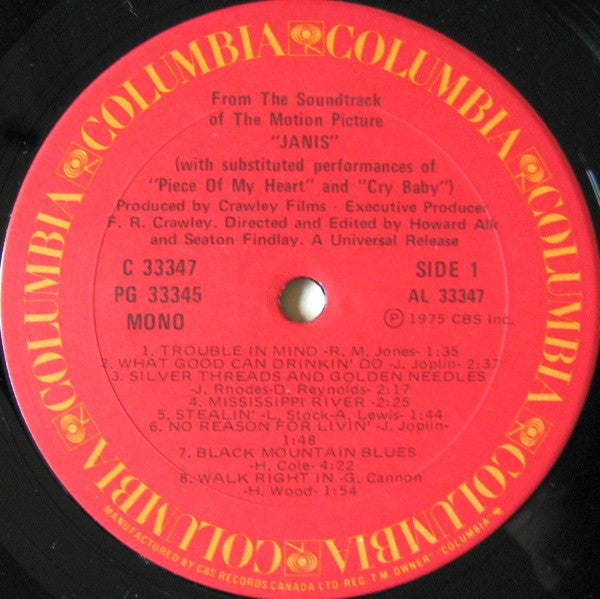 COLUMBIA COLUMBIA COLUMBIA COLUMBIA COLUMBIA COLUMBIA COLUMBIA COLUMBIA
From The Soundtrack
of The Motion Picture
"JANIS"
(with substituted performances of
"Piece Of My Heart" and "Cry Baby")
Produced by Crawley Films · Executive Producer
F. R. Crawley. Directed and Edited by Howard Alk
and Seaton Findlay. A Universal Release
C 33347 SIDE 1
PG 33345 AL 33347
MONO Ⓟ 1975 CBS Inc.
1. TROUBLE IN MIND -R. M. Jones- 1:35
2. WHAT GOOD CAN DRINKIN' DO -J. Joplin- 2:37
3. SILVER THREADS AND GOLDEN NEEDLES
-J. Rhodes-D. Reynolds- 2:17
4. MISSISSIPPI RIVER - 2:25
5. STEALIN' -L. Stock-A. Lewis- 1:44
6. NO REASON FOR LIVIN' -J. Joplin-
1:48
7. BLACK MOUNTAIN BLUES
-H. Cole- 4:22
8. WALK RIGHT IN -G. Cannon
-H. Wood- 1:54
MANUFACTURED BY CBS RECORDS CANADA LTD. REG. T.M. OWNER "COLUMBIA"